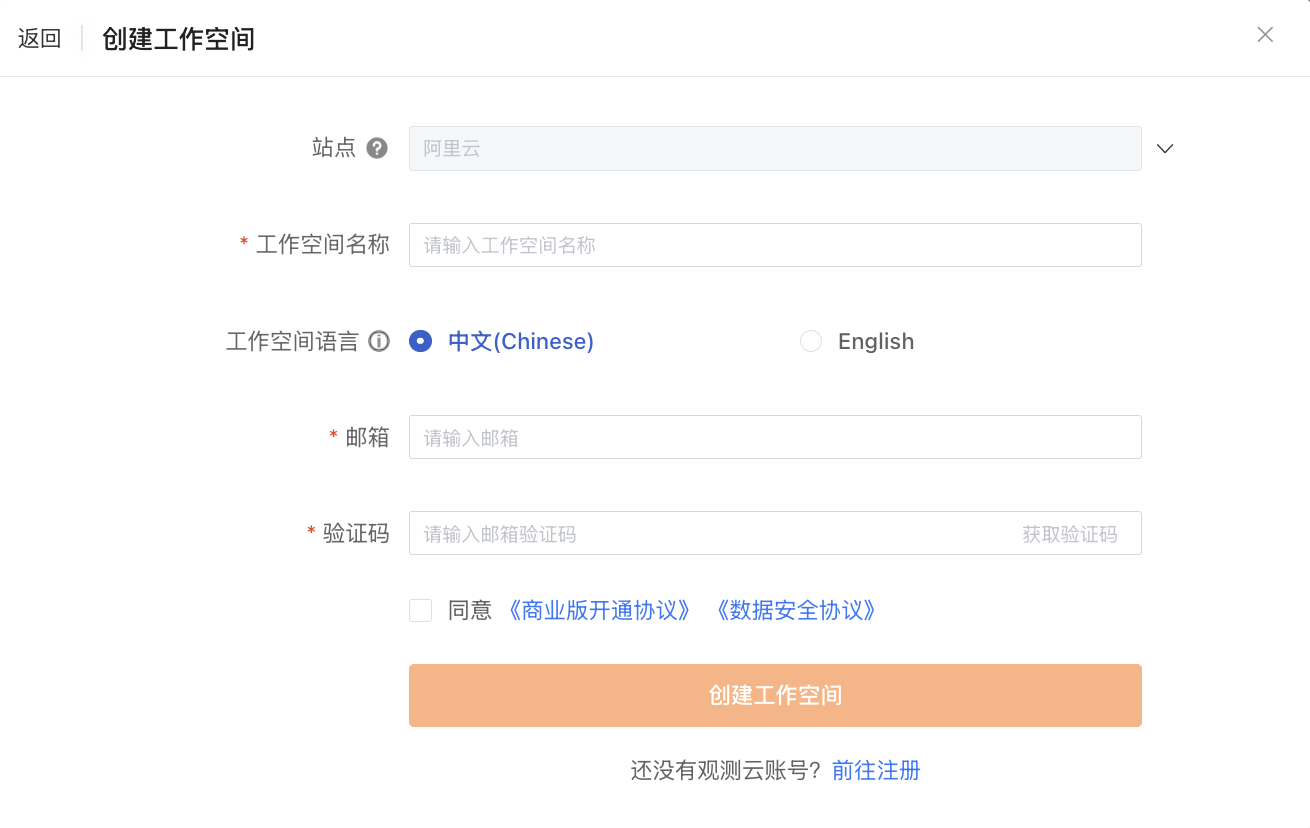 返回 创建工作空间
站点 阿里云
* 工作空间名称 请输入工作空间名称
工作空间语言 中文(Chinese) English
* 邮箱 请输入邮箱
* 验证码 请输入邮箱验证码 获取验证码
同意 《商业版开通协议》 《数据安全协议》
创建工作空间
还没有观测云账号？前往注册